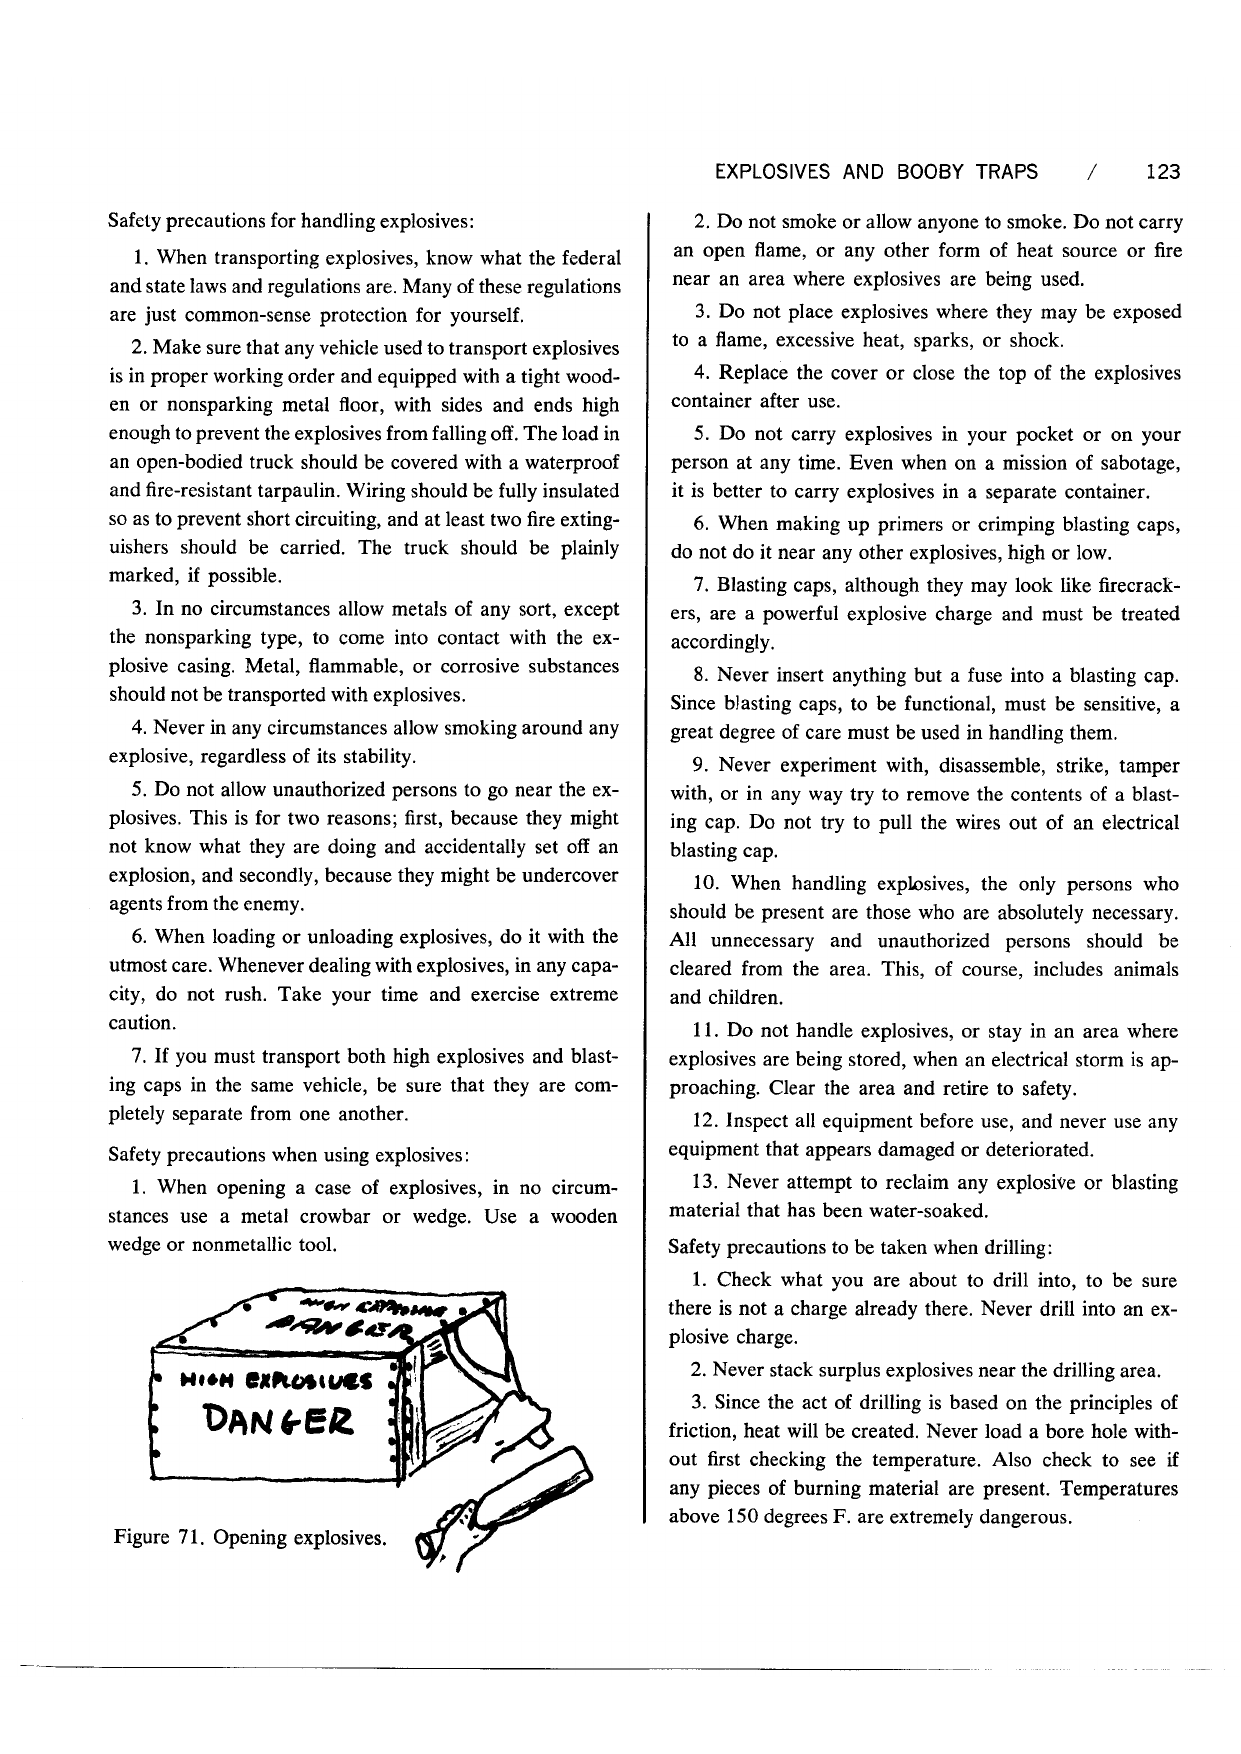 EXPLOSIVES AND BOOBY TRAPS / 123
Safety precautions for handling explosives:
1. When transporting explosives, know what the federal
and state laws and regulations are. Many of these regulations
are just common-sense protection for yourself.
2. Make sure that any vehicle used to transport explosives
is in proper working order and equipped with a tight wood-
en or nonsparking metal floor, with sides and ends high
enough to prevent the explosives from falling off. The load in
an open-bodied truck should be covered with a waterproof
and fire-resistant tarpaulin. Wiring should be fully insulated
so as to prevent short circuiting, and at least two fire exting-
uishers should be carried. The truck should be plainly
marked, if possible.
3. In no circumstances allow metals of any sort, except
the nonsparking type, to come into contact with the ex-
plosive casing. Metal, flammable, or corrosive substances
should not be transported with explosives.
4. Never in any circumstances allow smoking around any
explosive, regardless of its stability.
5. Do not allow unauthorized persons to go near the ex-
plosives. This is for two reasons; first, because they might
not know what they are doing and accidentally set off an
explosion, and secondly, because they might be undercover
agents from the enemy.
6. When loading or unloading explosives, do it with the
utmost care. Whenever dealing with explosives, in any capa-
city, do not rush. Take your time and exercise extreme
caution.
7. If you must transport both high explosives and blast-
ing caps in the same vehicle, be sure that they are com-
pletely separate from one another.
Safety precautions when using explosives:
1. When opening a case of explosives, in no circum-
stances use a metal crowbar or wedge. Use a wooden
wedge or nonmetallic tool.
DANGER
HIGH EXPLOSIVES
DANGER
Figure 71. Opening explosives.
2. Do not smoke or allow anyone to smoke. Do not carry
an open flame, or any other form of heat source or fire
near an area where explosives are being used.
3. Do not place explosives where they may be exposed
to a flame, excessive heat, sparks, or shock.
4. Replace the cover or close the top of the explosives
container after use.
5. Do not carry explosives in your pocket or on your
person at any time. Even when on a mission of sabotage,
it is better to carry explosives in a separate container.
6. When making up primers or crimping blasting caps,
do not do it near any other explosives, high or low.
7. Blasting caps, although they may look like firecrack-
ers, are a powerful explosive charge and must be treated
accordingly.
8. Never insert anything but a fuse into a blasting cap.
Since blasting caps, to be functional, must be sensitive, a
great degree of care must be used in handling them.
9. Never experiment with, disassemble, strike, tamper
with, or in any way try to remove the contents of a blast-
ing cap. Do not try to pull the wires out of an electrical
blasting cap.
10. When handling explosives, the only persons who
should be present are those who are absolutely necessary.
All unnecessary and unauthorized persons should be
cleared from the area. This, of course, includes animals
and children.
11. Do not handle explosives, or stay in an area where
explosives are being stored, when an electrical storm is ap-
proaching. Clear the area and retire to safety.
12. Inspect all equipment before use, and never use any
equipment that appears damaged or deteriorated.
13. Never attempt to reclaim any explosive or blasting
material that has been water-soaked.
Safety precautions to be taken when drilling:
1. Check what you are about to drill into, to be sure
there is not a charge already there. Never drill into an ex-
plosive charge.
2. Never stack surplus explosives near the drilling area.
3. Since the act of drilling is based on the principles of
friction, heat will be created. Never load a bore hole with-
out first checking the temperature. Also check to see if
any pieces of burning material are present. Temperatures
above 150 degrees F. are extremely dangerous.